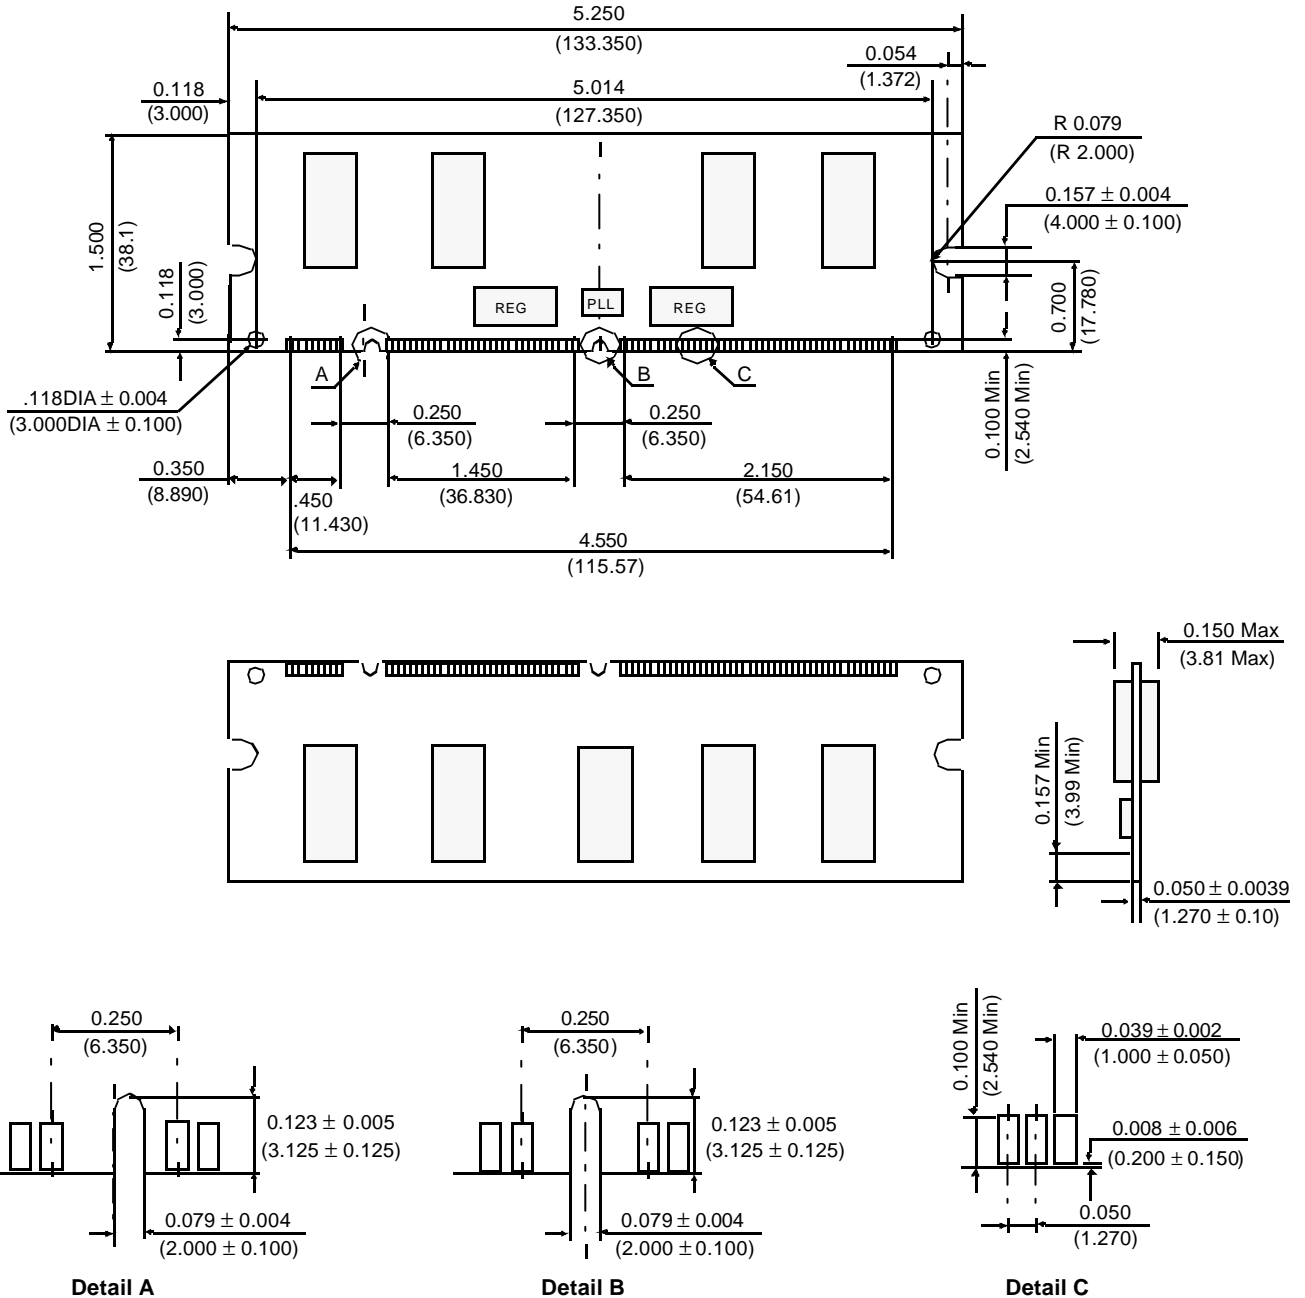 5.250
(133.350)
0.054
(1.372)
0.118
(3.000)
5.014
(127.350)
R 0.079
(R 2.000)
0.157 ± 0.004
(4.000 ± 0.100)
1.500
(38.1)
0.118
(3.000)
REG
PLL
REG
0.700
(17.780)
A
B
C
.118DIA ± 0.004
(3.000DIA ± 0.100)
0.250
(6.350)
0.250
(6.350)
0.100 Min
(2.540 Min)
0.350
(8.890)
.450
(11.430)
1.450
(36.830)
2.150
(54.61)
4.550
(115.57)
0.150 Max
(3.81 Max)
0.157 Min
(3.99 Min)
0.050 ± 0.0039
(1.270 ± 0.10)
0.250
(6.350)
0.123 ± 0.005
(3.125 ± 0.125)
0.079 ± 0.004
(2.000 ± 0.100)
Detail A
0.250
(6.350)
0.123 ± 0.005
(3.125 ± 0.125)
0.079 ± 0.004
(2.000 ± 0.100)
Detail B
0.100 Min
(2.540 Min)
0.039 ± 0.002
(1.000 ± 0.050)
0.008 ± 0.006
(0.200 ± 0.150)
0.050
(1.270)
Detail C